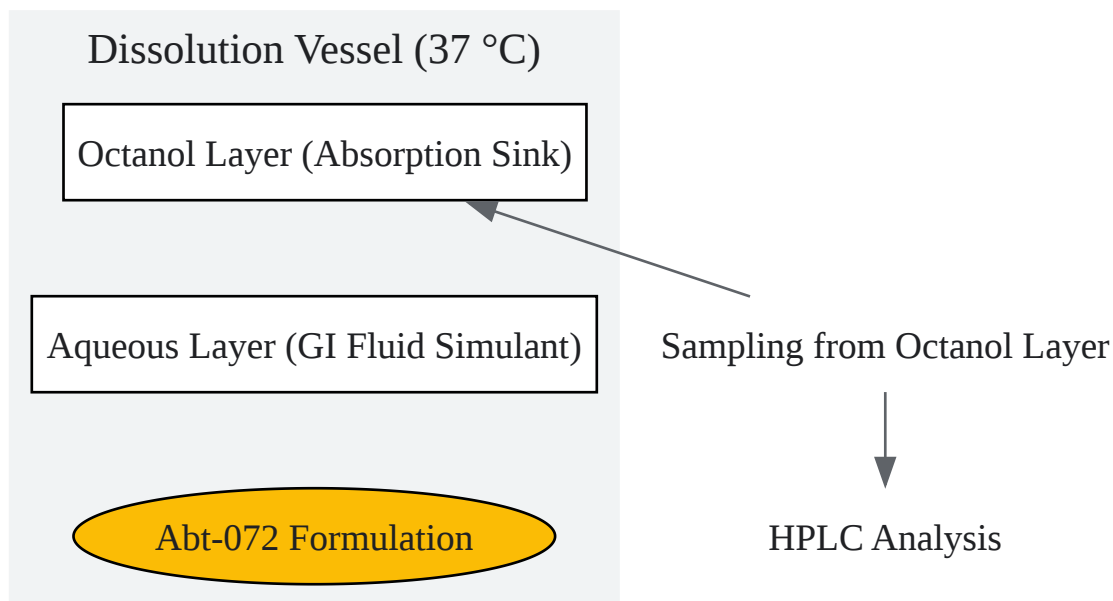 Dissolution Vessel (37 °C)
Octanol Layer (Absorption Sink)
Aqueous Layer (GI Fluid Simulant)
Sampling from Octanol Layer
Abt-072 Formulation
HPLC Analysis